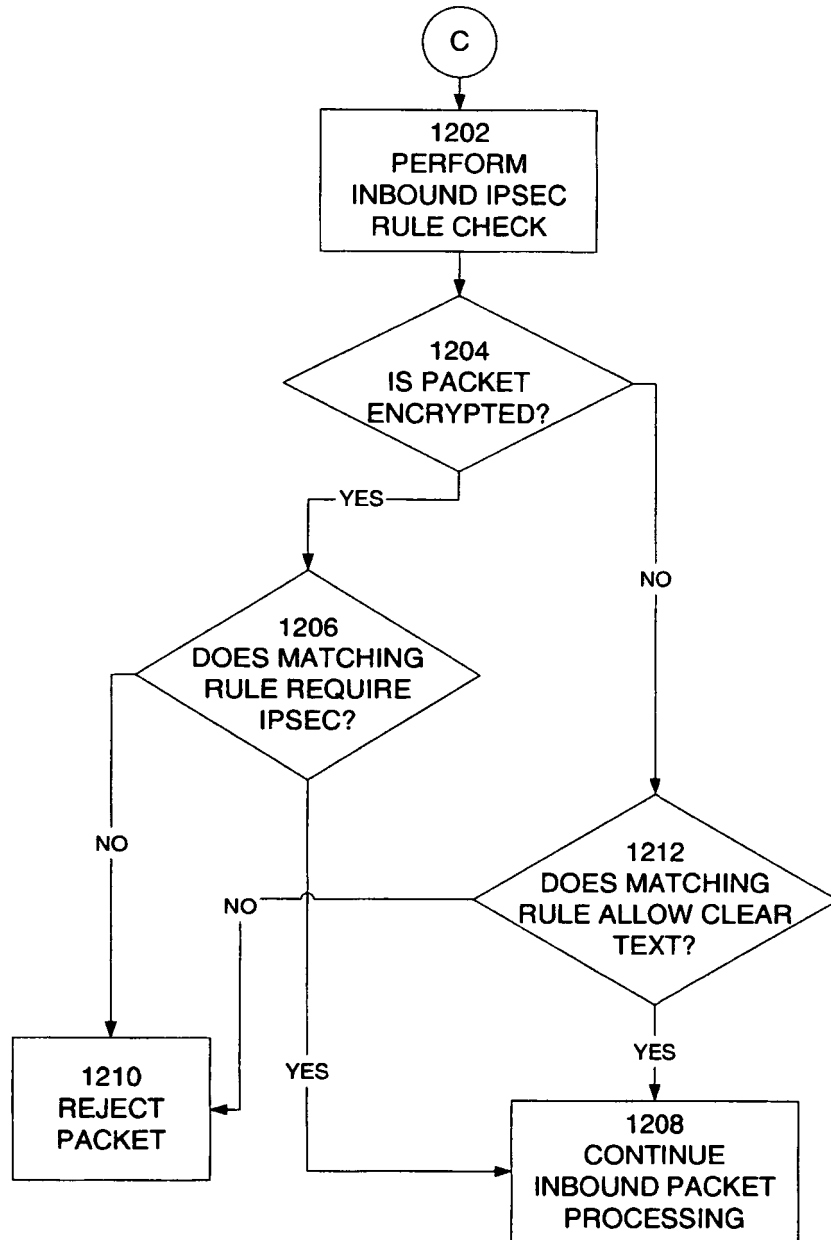 C
1202
PERFORM
INBOUND IPSEC
RULE CHECK
1204
IS PACKET
ENCRYPTED?
YES
NO
1206
DOES MATCHING
RULE REQUIRE
IPSEC?
NO
1212
DOES MATCHING
RULE ALLOW CLEAR
TEXT?
NO
YES
YES
1210
REJECT
PACKET
1208
CONTINUE
INBOUND PACKET
PROCESSING